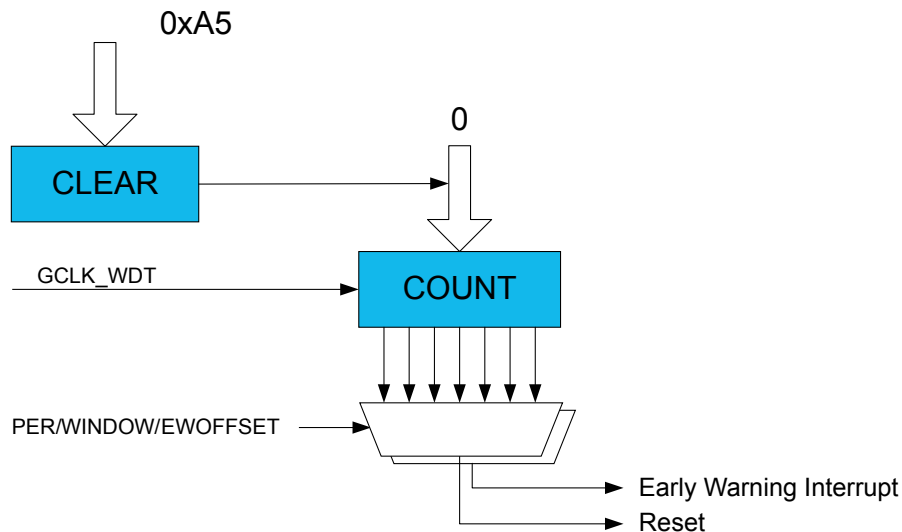 0xA5
0
CLEAR
GCLK_WDT
COUNT
PER/WINDOW/EWOFFSET
Early Warning Interrupt
Reset